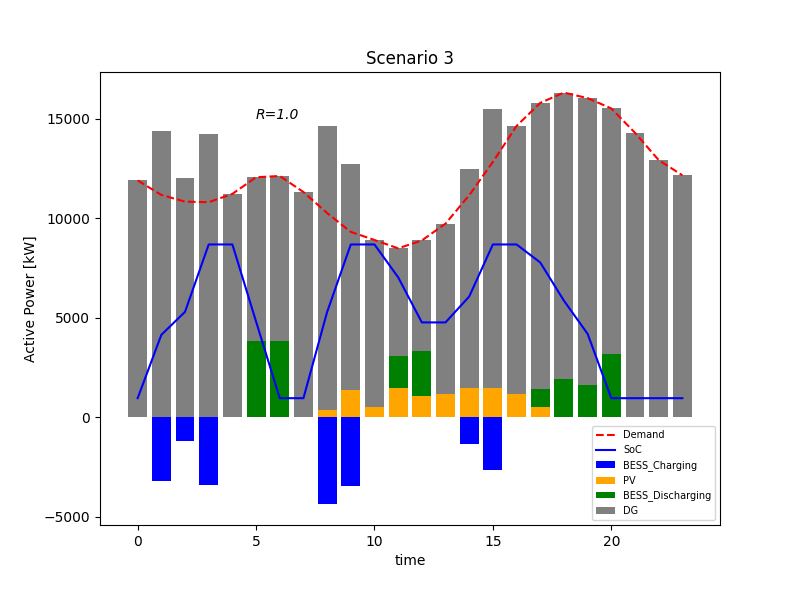 Scenario 3
R=1.0
Active Power [kW]
15000
10000
5000
0
−5000
0 5 10 15 20
time
Demand
SoC
BESS_Charging
PV
BESS_Discharging
DG